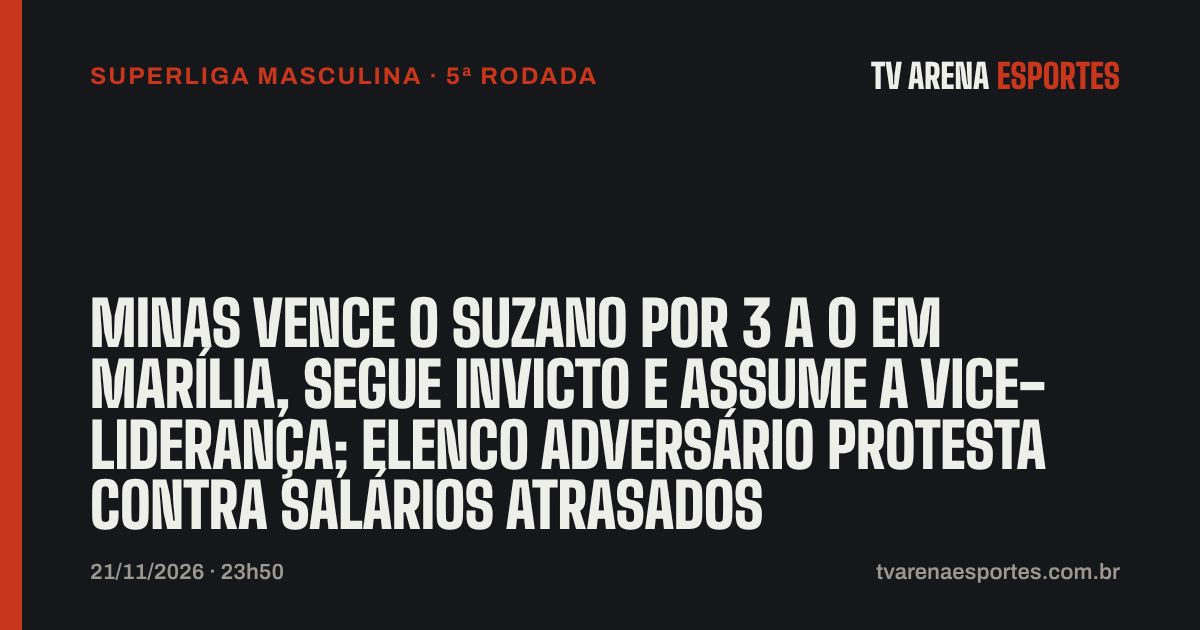 SUPERLIGA MASCULINA · 5ª RODADA
TV ARENA ESPORTES
MINAS VENCE O SUZANO POR 3 A 0 EM
MARÍLIA, SEGUE INVICTO E ASSUME A VICE-
LIDERANÇA; ELENCO ADVERSÁRIO PROTESTA
CONTRA SALÁRIOS ATRASADOS
21/11/2026 · 23h50
tvarenaesportes.com.br